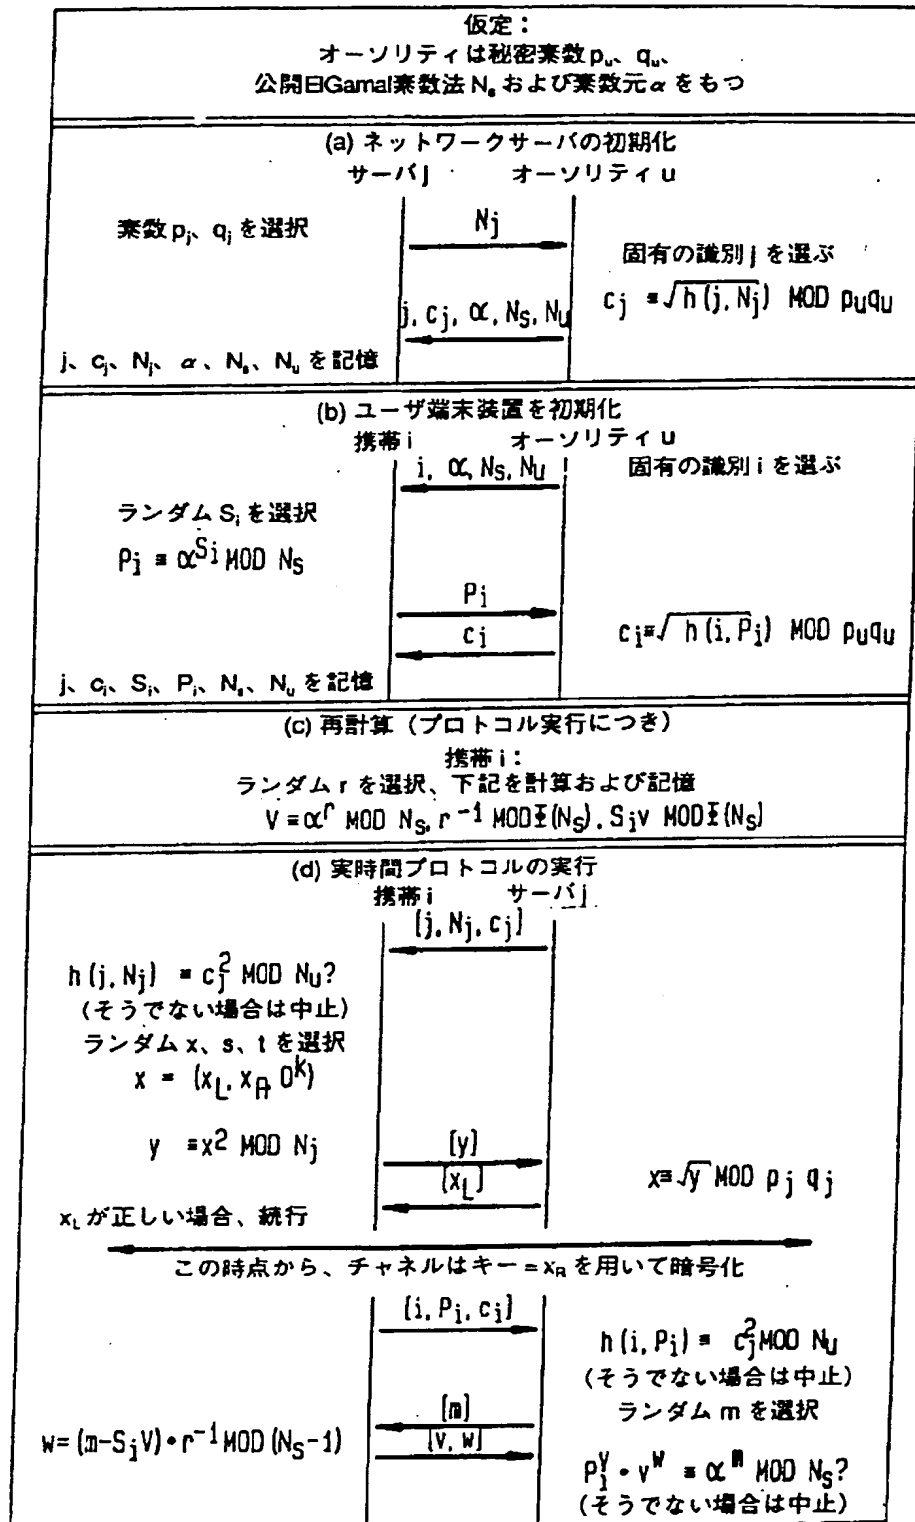 仮定：
オーソリティは秘密素数 pᵤ、qᵤ、
公開ElGamal素数法 Nₛ および素数元 α をもつ
(a) ネットワークサーバの初期化
サーバ j オーソリティ u
素数 pⱼ、qⱼ を選択
Nj
固有の識別 j を選ぶ
cj ≡ √h(j, Nj) MOD pUqU
j, cj, α, NS, NU
j、cⱼ、Nⱼ、α、Nₛ、Nᵤ を記憶
(b) ユーザ端末装置を初期化
携帯 i オーソリティ u
i, α, NS, NU
固有の識別 i を選ぶ
ランダム Sᵢ を選択
Pi ≡ α^Si MOD NS
Pi
ci
ci≡√h(i, Pi) MOD pUqU
j、cᵢ、Sᵢ、Pᵢ、Nₛ、Nᵤ を記憶
(c) 再計算（プロトコル実行につき）
携帯 i：
ランダム r を選択、下記を計算および記憶
V ≡ α^r MOD NS, r⁻¹ MODΦ(NS), Sjv MODΦ(NS)
(d) 実時間プロトコルの実行
携帯 i サーバ j
[j, Nj, cj]
h(j, Nj) ≡ cj² MOD NU?
（そうでない場合は中止）
ランダム x、s、t を選択
x = (xL, xR 0^k)
y ≡x² MOD Nj
[y]
[xL]
x≡√y MOD pj qj
xL が正しい場合、続行
この時点から、チャネルはキー＝xR を用いて暗号化
[i, Pi, ci]
h(i, Pi) ≡ cj² MOD NU
（そうでない場合は中止）
ランダム m を選択
[m]
w=(m-SjV)•r⁻¹ MOD(NS-1)
[v, w]
Pi^v • v^w ≡ α^m MOD NS?
（そうでない場合は中止）